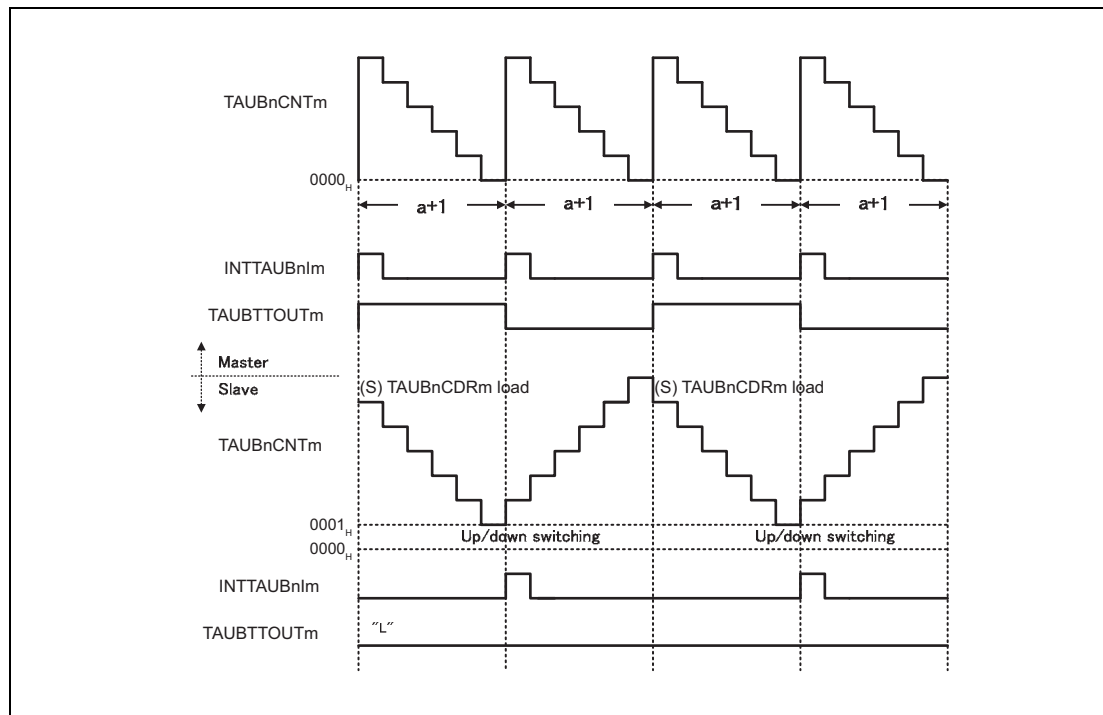 TAUBnCNTm
0000H
a+1 a+1 a+1 a+1
INTTAUBnIm
TAUBTTOUTm
Master
Slave
(S) TAUBnCDRm load (S) TAUBnCDRm load
TAUBnCNTm
0001H
Up/down switching Up/down switching
0000H
INTTAUBnIm
"L"
TAUBTTOUTm